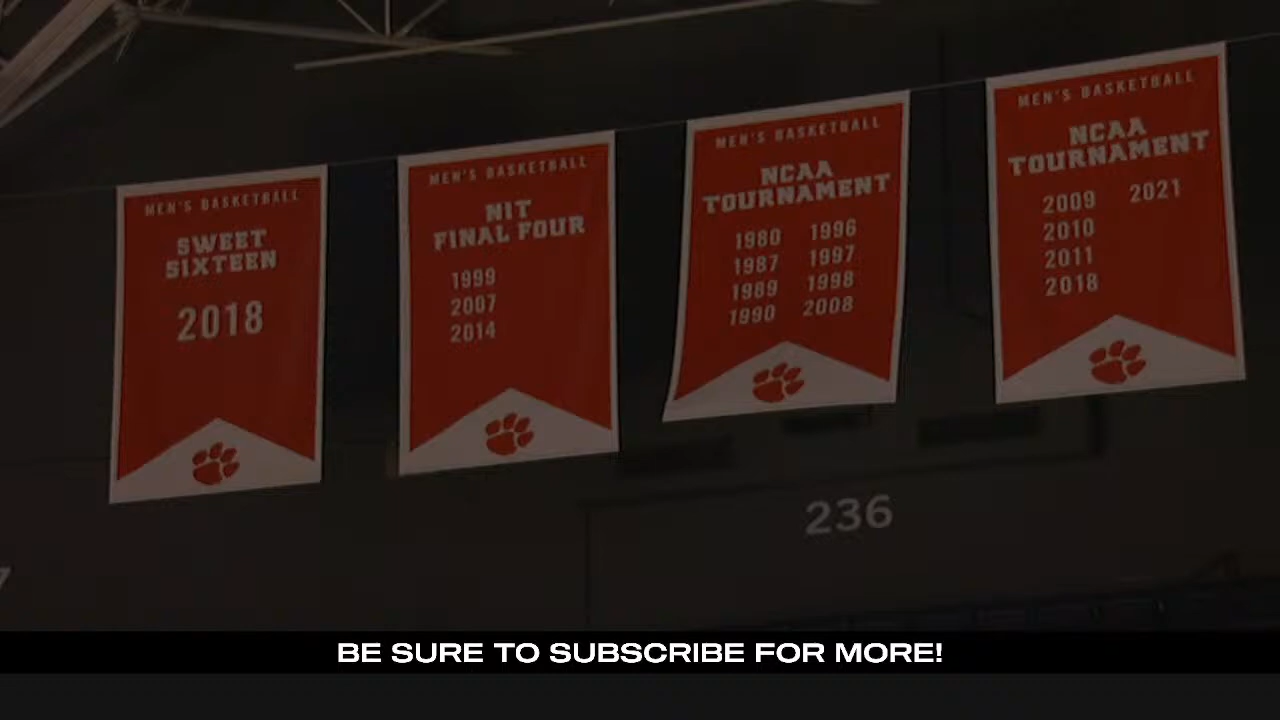 MEN'S BASKETBALL
SWEET
SIXTEEN
2018
MEN'S BASKETBALL
NIT
FINAL FOUR
1999
2007
2014
MEN'S BASKETBALL
NCAA
TOURNAMENT
1980 1996
1987 1997
1989 1998
1990 2008
MEN'S BASKETBALL
NCAA
TOURNAMENT
2009 2021
2010
2011
2018
236
BE SURE TO SUBSCRIBE FOR MORE!